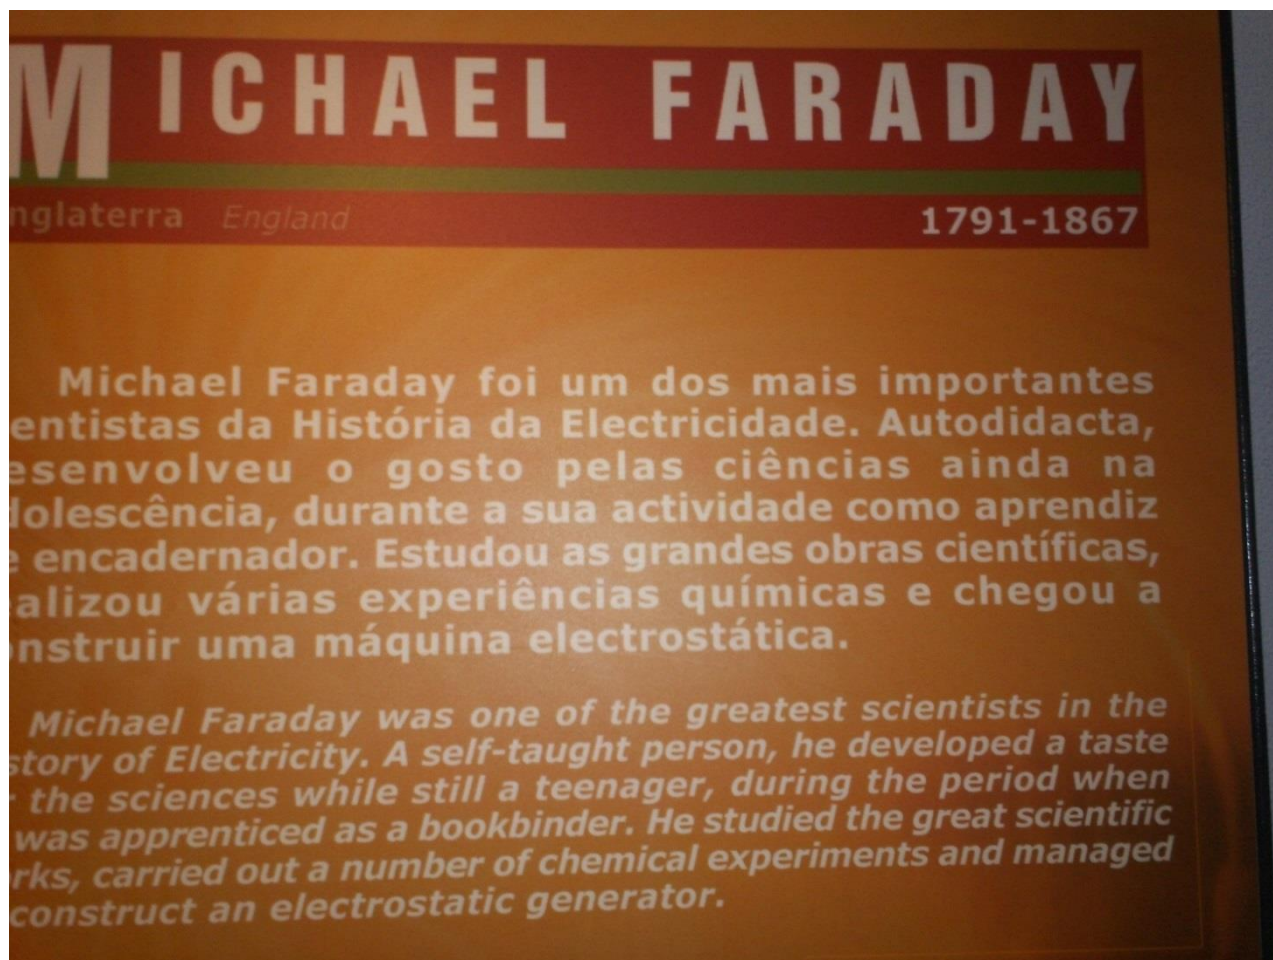 MICHAEL FARADAY
nglaterra England 1791-1867
Michael Faraday foi um dos mais importantes
entistas da História da Electricidade. Autodidacta,
esenvolveu o gosto pelas ciências ainda na
dolescência, durante a sua actividade como aprendiz
e encadernador. Estudou as grandes obras científicas,
alizou várias experiências químicas e chegou a
onstruir uma máquina electrostática.
Michael Faraday was one of the greatest scientists in the
story of Electricity. A self-taught person, he developed a taste
r the sciences while still a teenager, during the period when
was apprenticed as a bookbinder. He studied the great scientific
rks, carried out a number of chemical experiments and managed
construct an electrostatic generator.